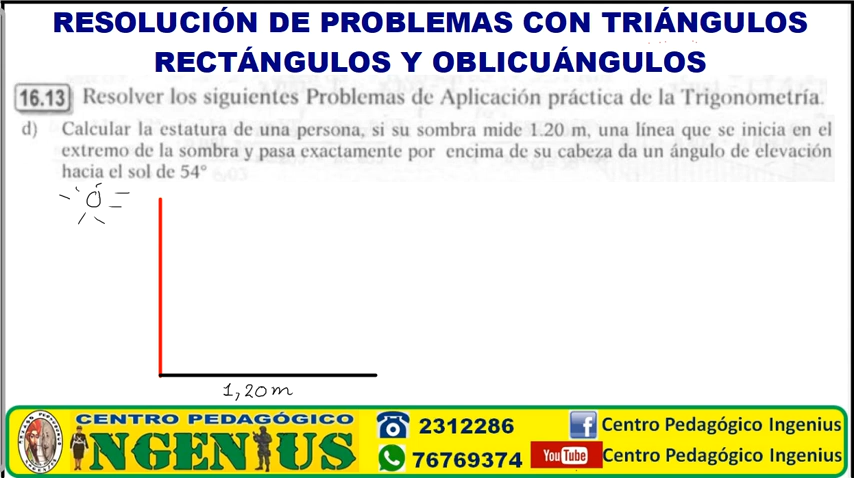 RESOLUCIÓN DE PROBLEMAS CON TRIÁNGULOS
RECTÁNGULOS Y OBLICUÁNGULOS
16.13 Resolver los siguientes Problemas de Aplicación práctica de la Trigonometría.
d) Calcular la estatura de una persona, si su sombra mide 1.20 m, una línea que se inicia en el
extremo de la sombra y pasa exactamente por encima de su cabeza da un ángulo de elevación
hacia el sol de 54°
1,20m
CENTRO PEDAGÓGICO
INGENIUS
2312286
76769374
f Centro Pedagógico Ingenius
YouTube Centro Pedagógico Ingenius